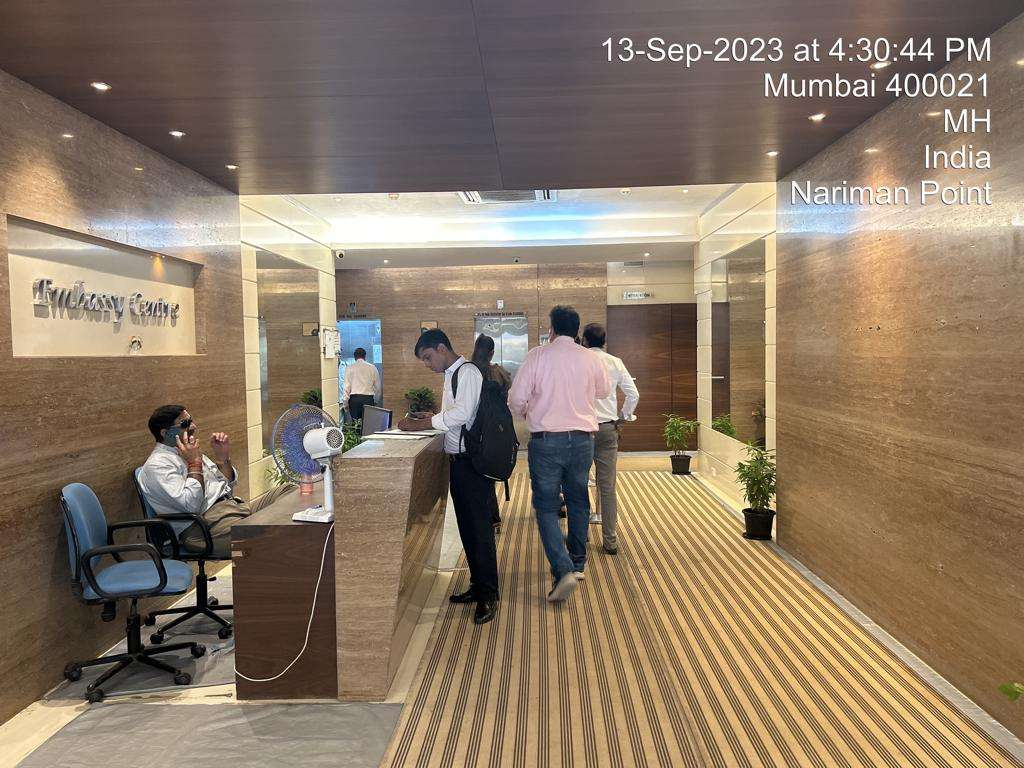 13-Sep-2023 at 4:30:44 PM
Mumbai 400021
MH
India
Nariman Point
Embassy Centre